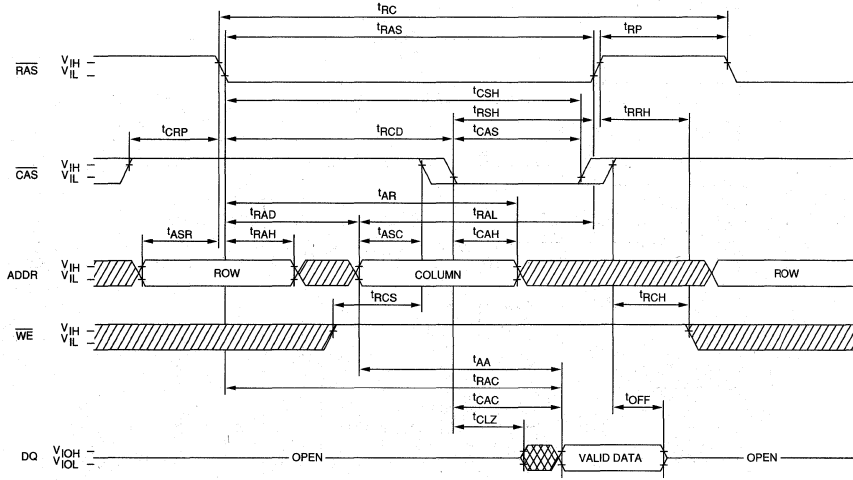 tRC
tRAS tRP
RAS VIH
VIL
tCSH
tRSH tRRH
tCRP tRCD tCAS
CAS VIH
VIL
tAR
tRAD tRAL
tASR tRAH tASC tCAH
ADDR VIH
VIL ROW COLUMN ROW
tRCS tRCH
WE VIH
VIL
tAA
tRAC
tCAC tOFF
tCLZ
DQ VIOH
VIOL OPEN VALID DATA OPEN